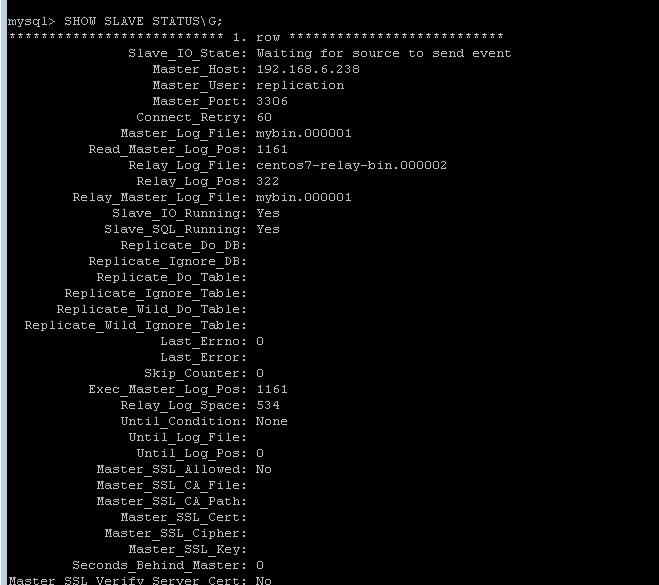 mysql> SHOW SLAVE STATUS\G;
*************************** 1. row ***************************
Slave_IO_State: Waiting for source to send event
Master_Host: 192.168.6.238
Master_User: replication
Master_Port: 3306
Connect_Retry: 60
Master_Log_File: mybin.000001
Read_Master_Log_Pos: 1161
Relay_Log_File: centos7-relay-bin.000002
Relay_Log_Pos: 322
Relay_Master_Log_File: mybin.000001
Slave_IO_Running: Yes
Slave_SQL_Running: Yes
Replicate_Do_DB:
Replicate_Ignore_DB:
Replicate_Do_Table:
Replicate_Ignore_Table:
Replicate_Wild_Do_Table:
Replicate_Wild_Ignore_Table:
Last_Errno: 0
Last_Error:
Skip_Counter: 0
Exec_Master_Log_Pos: 1161
Relay_Log_Space: 534
Until_Condition: None
Until_Log_File:
Until_Log_Pos: 0
Master_SSL_Allowed: No
Master_SSL_CA_File:
Master_SSL_CA_Path:
Master_SSL_Cert:
Master_SSL_Cipher:
Master_SSL_Key:
Seconds_Behind_Master: 0
Master_SSL_Verify_Server_Cert: No